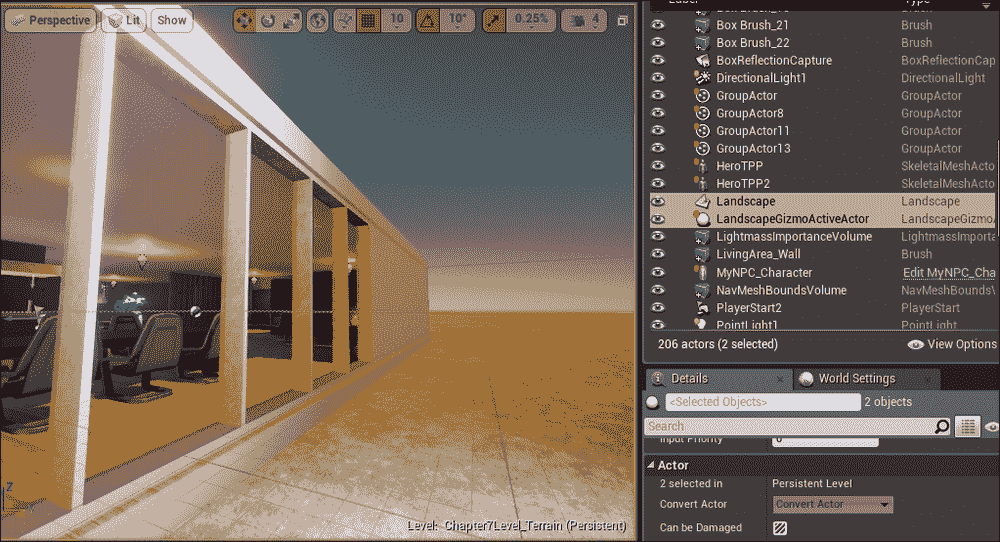 Perspective Lit Show 10 10° 0.25% 4
Label Type
Box Brush_21 Brush
Box Brush_22 Brush
BoxReflectionCapture BoxReflectionCap
DirectionalLight1 DirectionalLight
GroupActor GroupActor
GroupActor8 GroupActor
GroupActor11 GroupActor
GroupActor13 GroupActor
HeroTPP SkeletalMeshActo
HeroTPP2 SkeletalMeshActo
Landscape Landscape
LandscapeGizmoActiveActor LandscapeGizmo
LightmassImportanceVolume LightmassImporta
LivingArea_Wall Brush
MyNPC_Character Edit MyNPC_Cha
NavMeshBoundsVolume NavMeshBounds
PlayerStart2 PlayerStart
PointLight1 PointLight
206 actors (2 selected) View Options
Details World Settings
<Selected Objects> 2 objects
Search
Input Priority 0
Actor
2 selected in Persistent Level
Convert Actor Convert Actor
Can be Damaged
Z
Level: Chapter7Level_Terrain (Persistent)